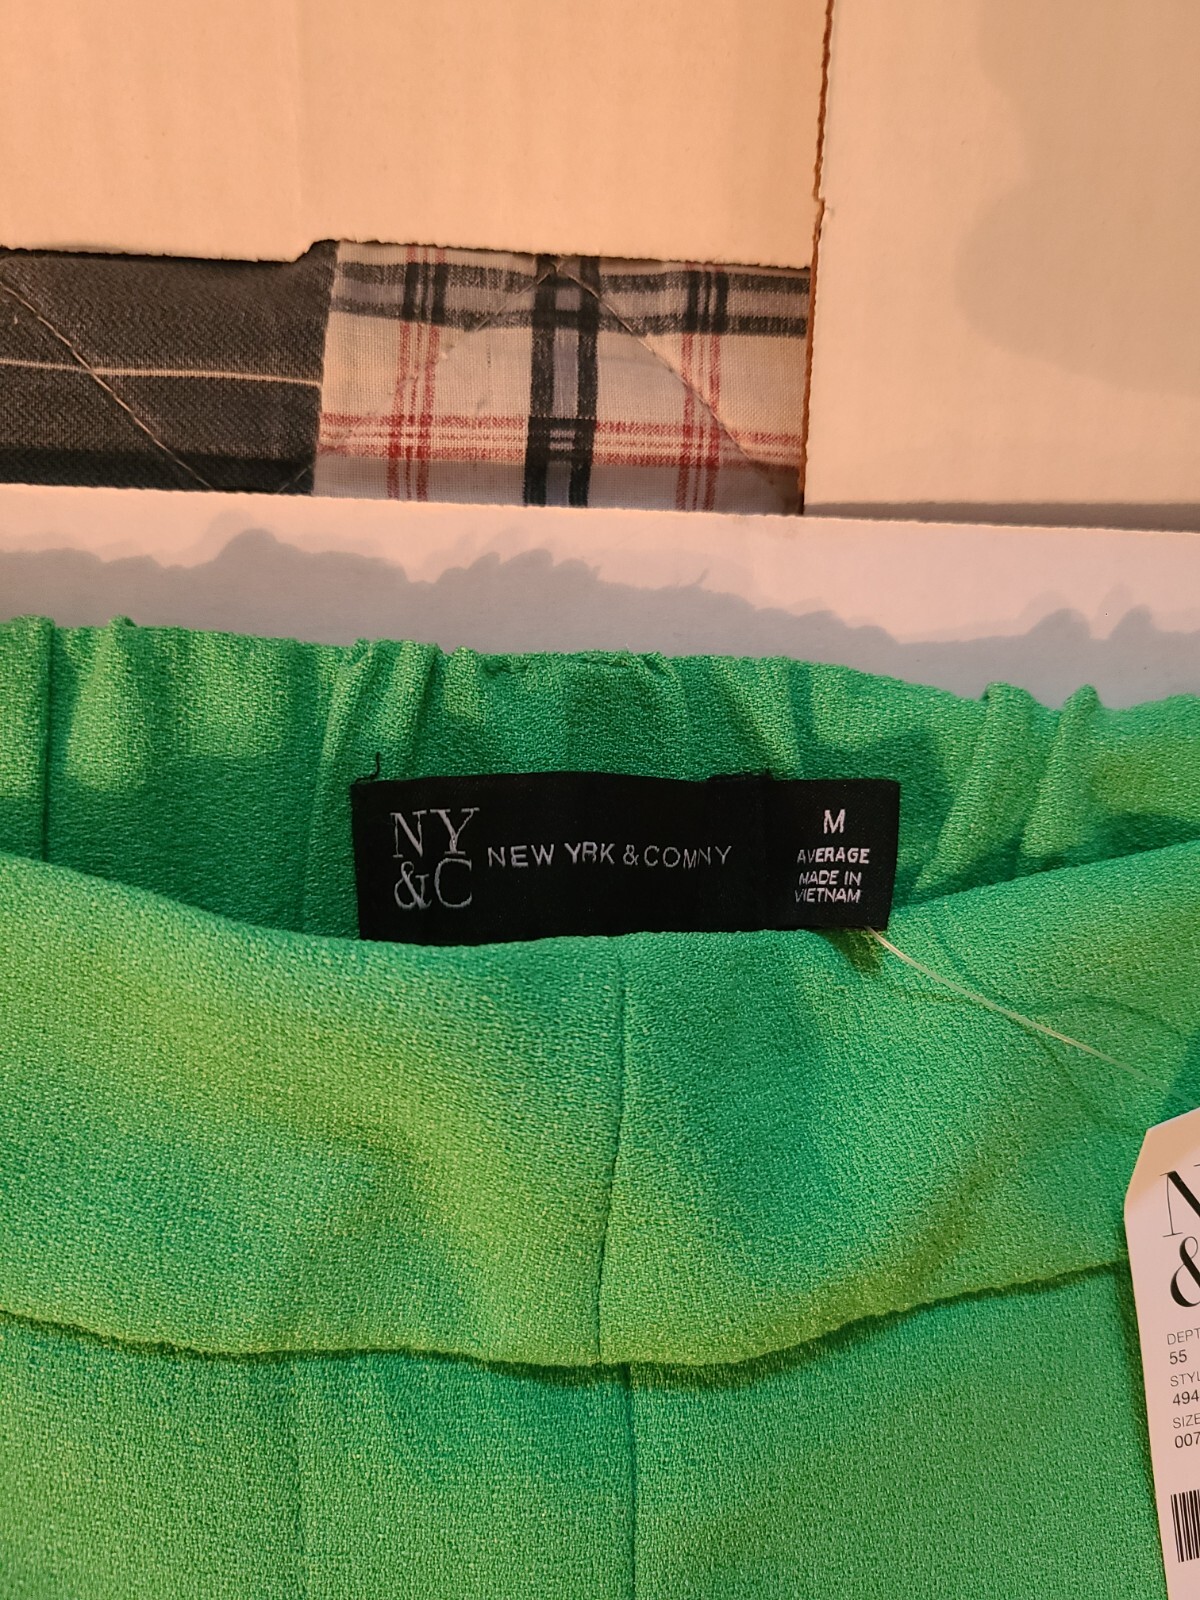 NY
&C
NEW YRK & COMNY
M
AVERAGE
MADE IN
VIETNAM
N
&
DEPT
55
STYL
494
SIZE
007